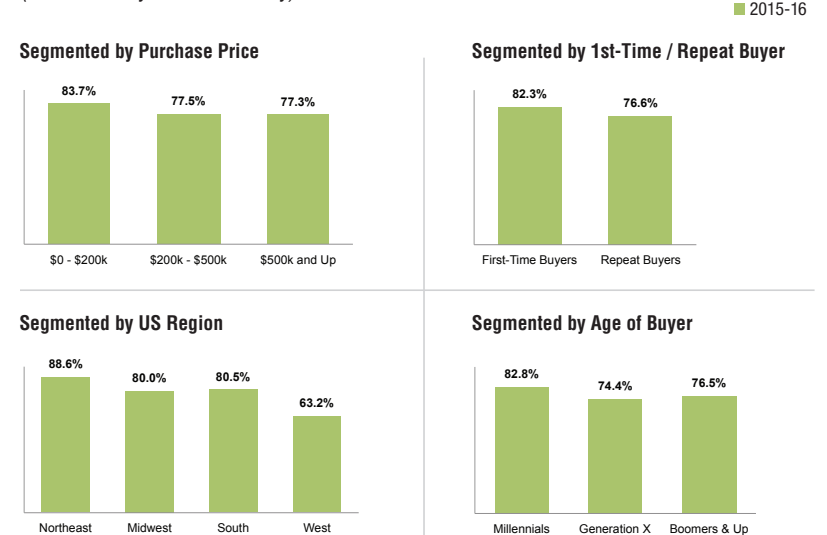 2015-16
Segmented by Purchase Price
83.7%
77.5%
77.3%
$0 - $200k
$200k - $500k
$500k and Up
Segmented by 1st-Time / Repeat Buyer
82.3%
76.6%
First-Time Buyers
Repeat Buyers
Segmented by US Region
88.6%
80.0%
80.5%
63.2%
Northeast
Midwest
South
West
Segmented by Age of Buyer
82.8%
74.4%
76.5%
Millennials
Generation X
Boomers & Up